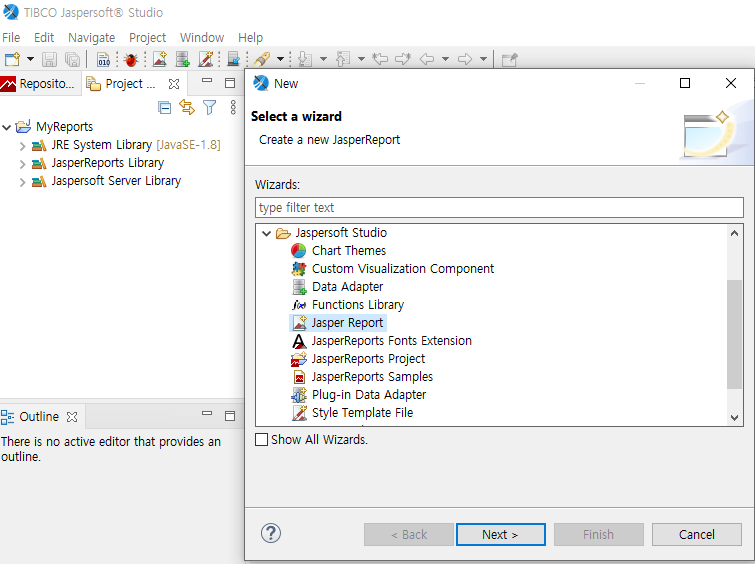 TIBCO Jaspersoft® Studio
File Edit Navigate Project Window Help
010
Reposito... Project ...
MyReports
JRE System Library [JavaSE-1.8]
JasperReports Library
Jaspersoft Server Library
Outline
There is no active editor that provides an
outline.
New
Select a wizard
Create a new JasperReport
Wizards:
type filter text
Jaspersoft Studio
Chart Themes
Custom Visualization Component
Data Adapter
f(x) Functions Library
Jasper Report
A JasperReports Fonts Extension
JasperReports Project
JasperReports Samples
Plug-in Data Adapter
Style Template File
Show All Wizards.
? < Back Next > Finish Cancel